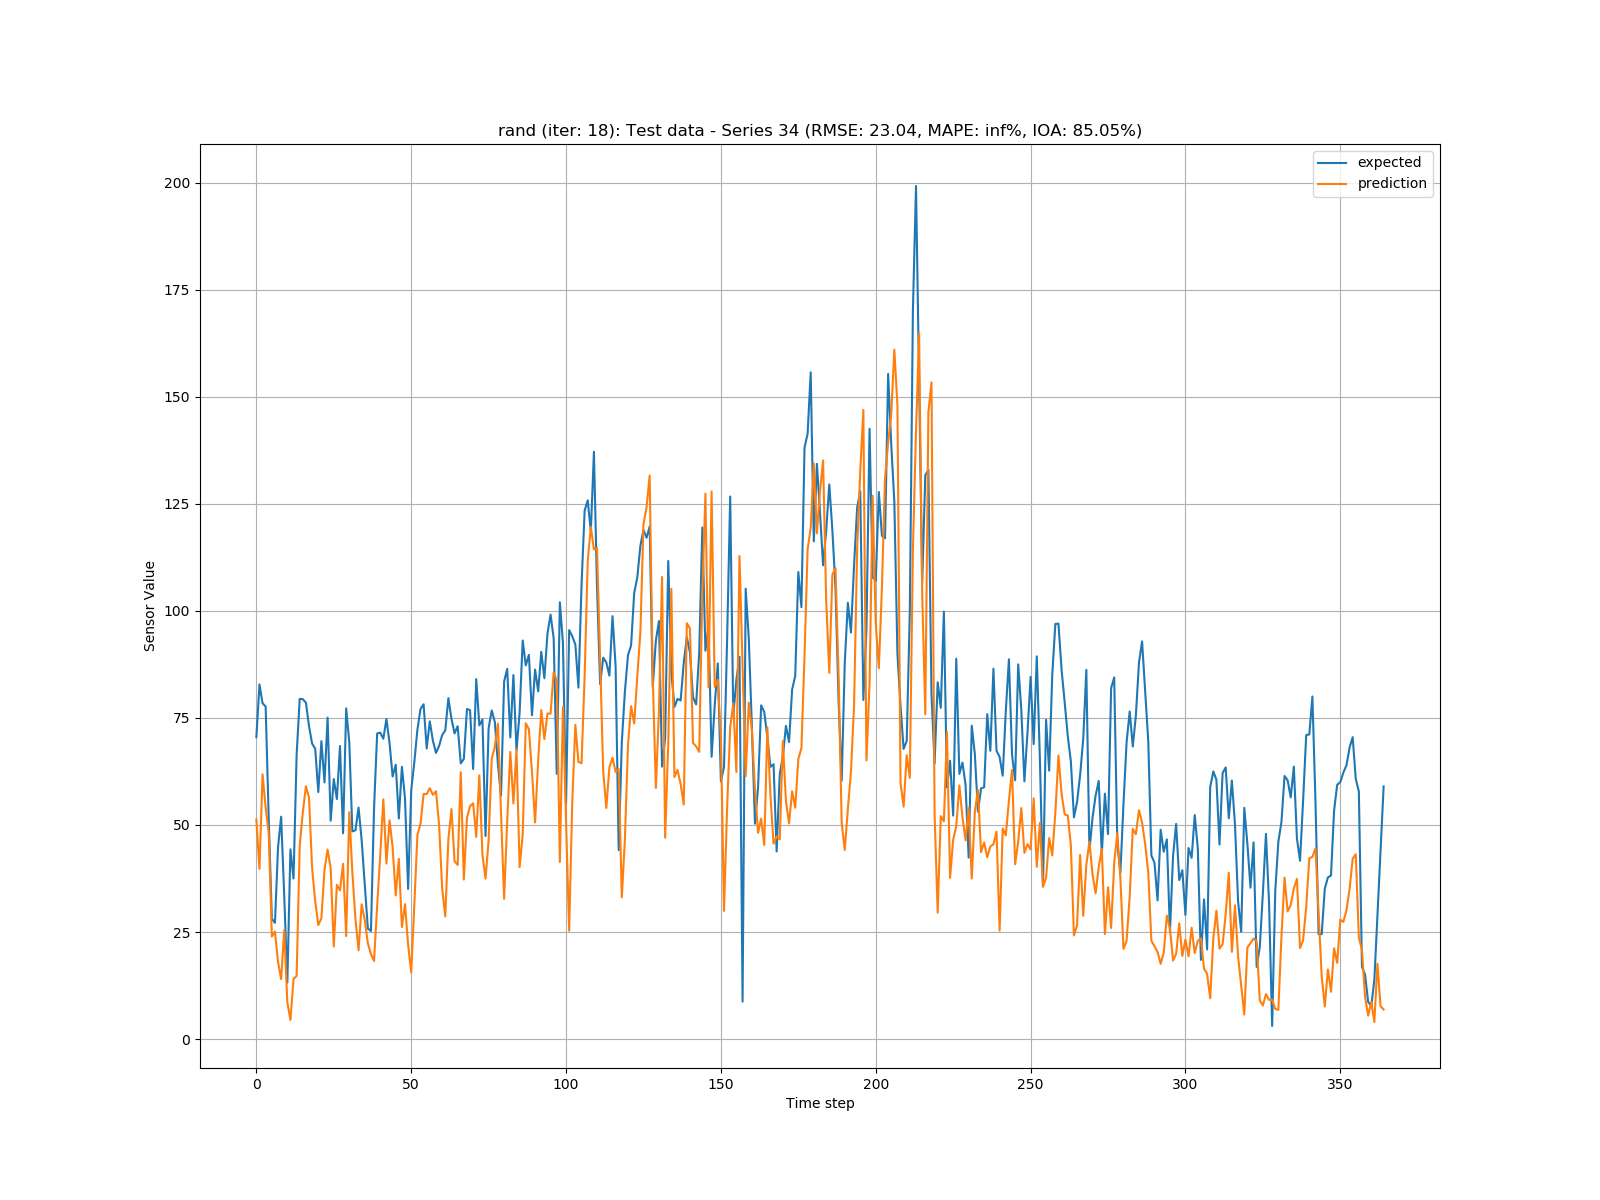 rand (iter: 18): Test data - Series 34 (RMSE: 23.04, MAPE: inf%, IOA: 85.05%)
expected
prediction
200
175
150
125
100
75
50
25
0
Sensor Value
0 50 100 150 200 250 300 350
Time step